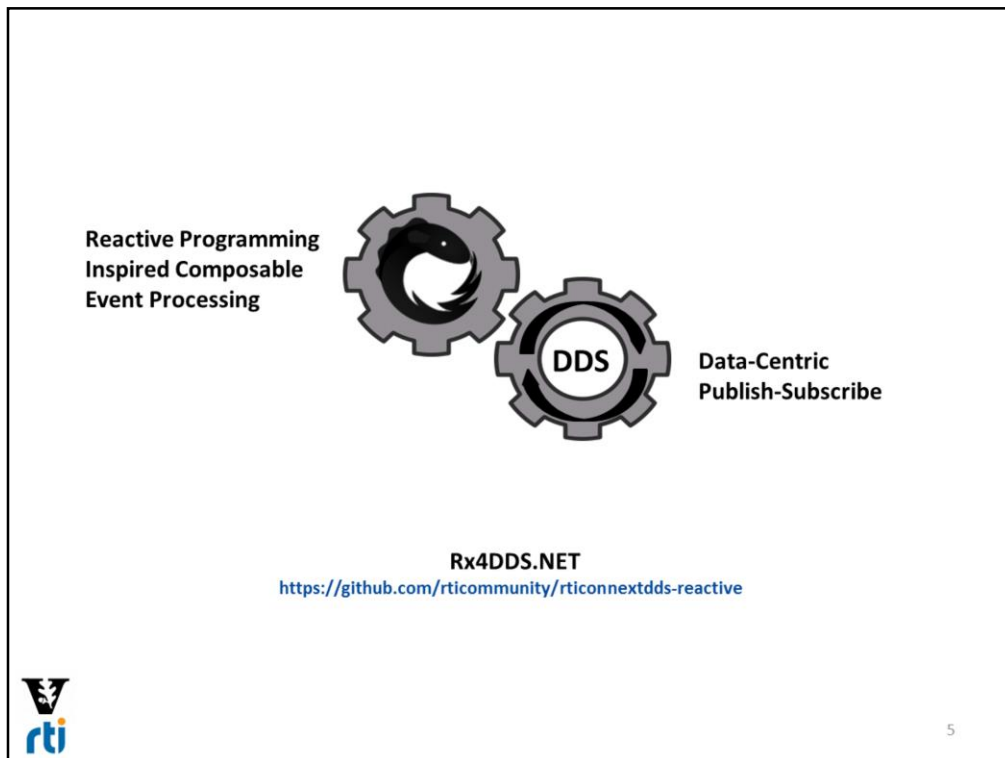 Reactive Programming
Inspired Composable
Event Processing
DDS
Data-Centric
Publish-Subscribe
Rx4DDS.NET
https://github.com/rticommunity/rticonnextdds-reactive
V
rti
5